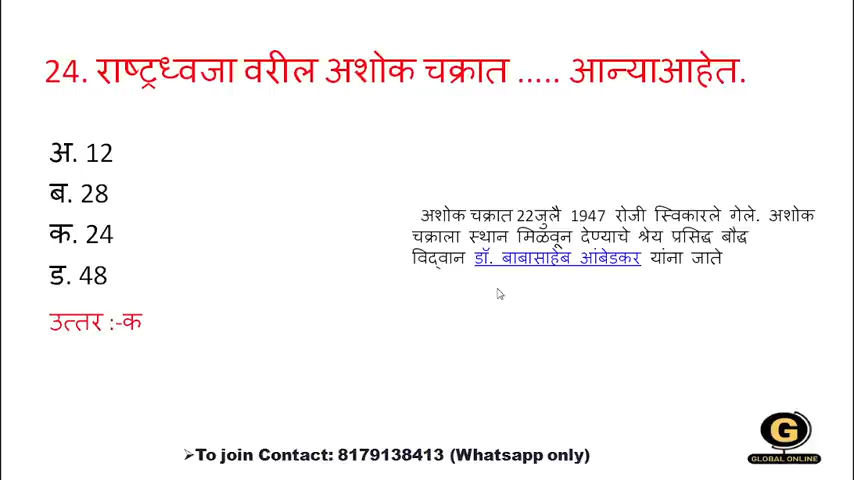 24. राष्ट्रध्वजा वरील अशोक चक्रात ..... आन्याआहेत.
अ. 12
ब. 28
क. 24
ड. 48
उत्तर :-क
अशोक चक्रात 22जुलै 1947 रोजी स्विकारले गेले. अशोक
चक्राला स्थान मिळवून देण्याचे श्रेय प्रसिद्ध बौद्ध
विद्वान डॉ. बाबासाहेब आंबेडकर यांना जाते
➢To join Contact: 8179138413 (Whatsapp only)
G
GLOBAL ONLINE